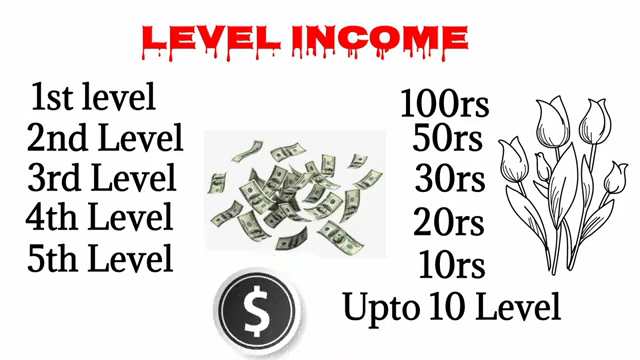 LEVEL INCOME
1st level 100rs
2nd Level 50rs
3rd Level 30rs
4th Level 20rs
5th Level 10rs
Upto 10 Level
$